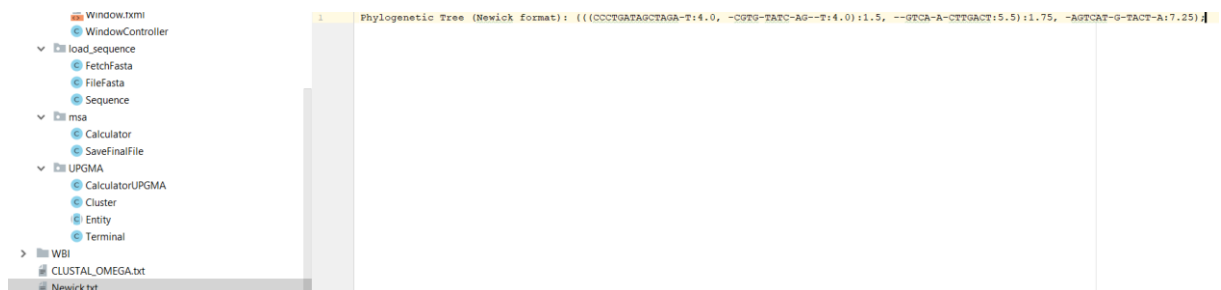 Window.fxml
WindowController
load_sequence
FetchFasta
FileFasta
Sequence
msa
Calculator
SaveFinalFile
UPGMA
CalculatorUPGMA
Cluster
Entity
Terminal
WBI
CLUSTAL_OMEGA.txt
Newick.txt
1 Phylogenetic Tree (Newick format): (((CCCTGATAGCTAGA-T:4.0, -CGTG-TATC-AG--T:4.0):1.5, --GTCA-A-CTTGACT:5.5):1.75, -AGTCAT-G-TACT-A:7.25);